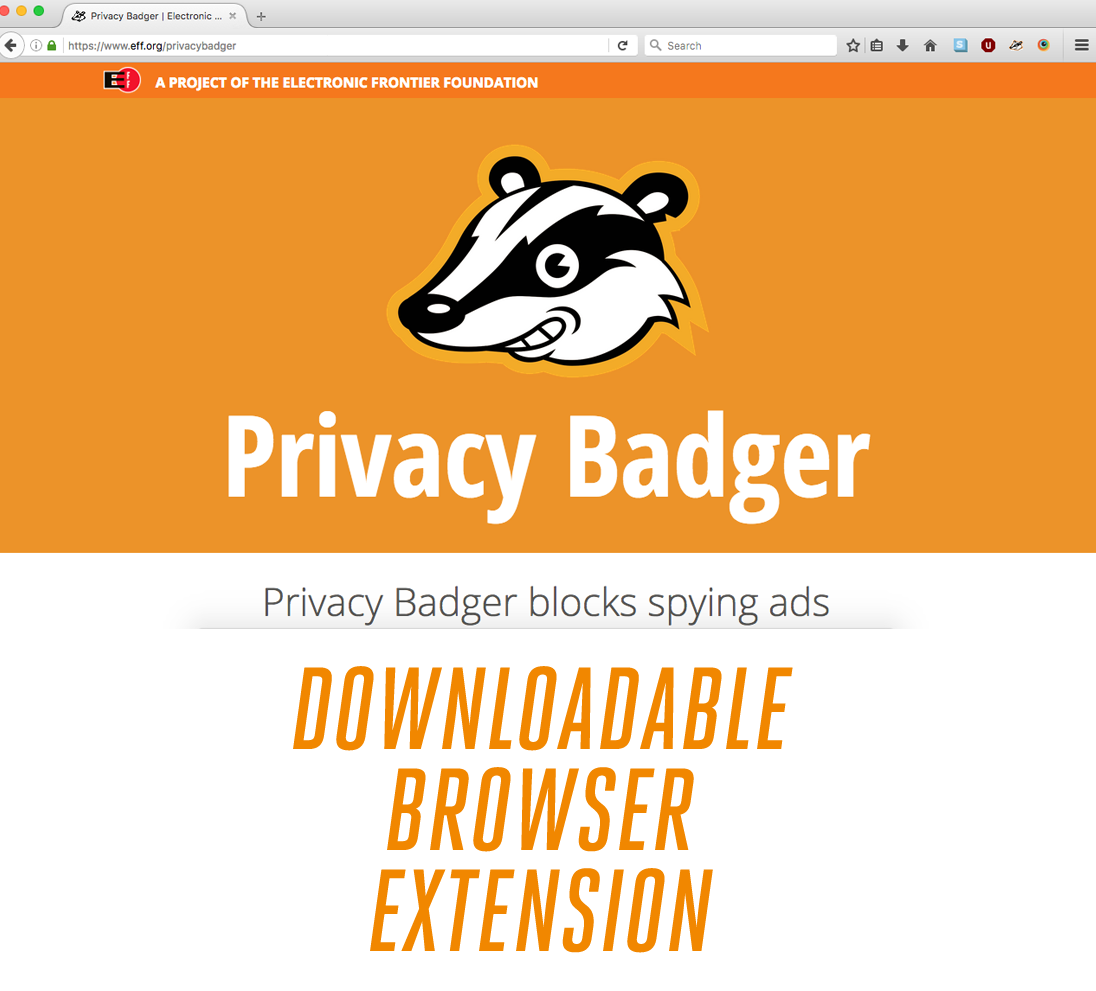 Privacy Badger | Electronic ...
https://www.eff.org/privacybadger
Search
S
U
EFF
A PROJECT OF THE ELECTRONIC FRONTIER FOUNDATION
Privacy Badger
Privacy Badger blocks spying ads
DOWNLOADABLE
BROWSER
EXTENSION